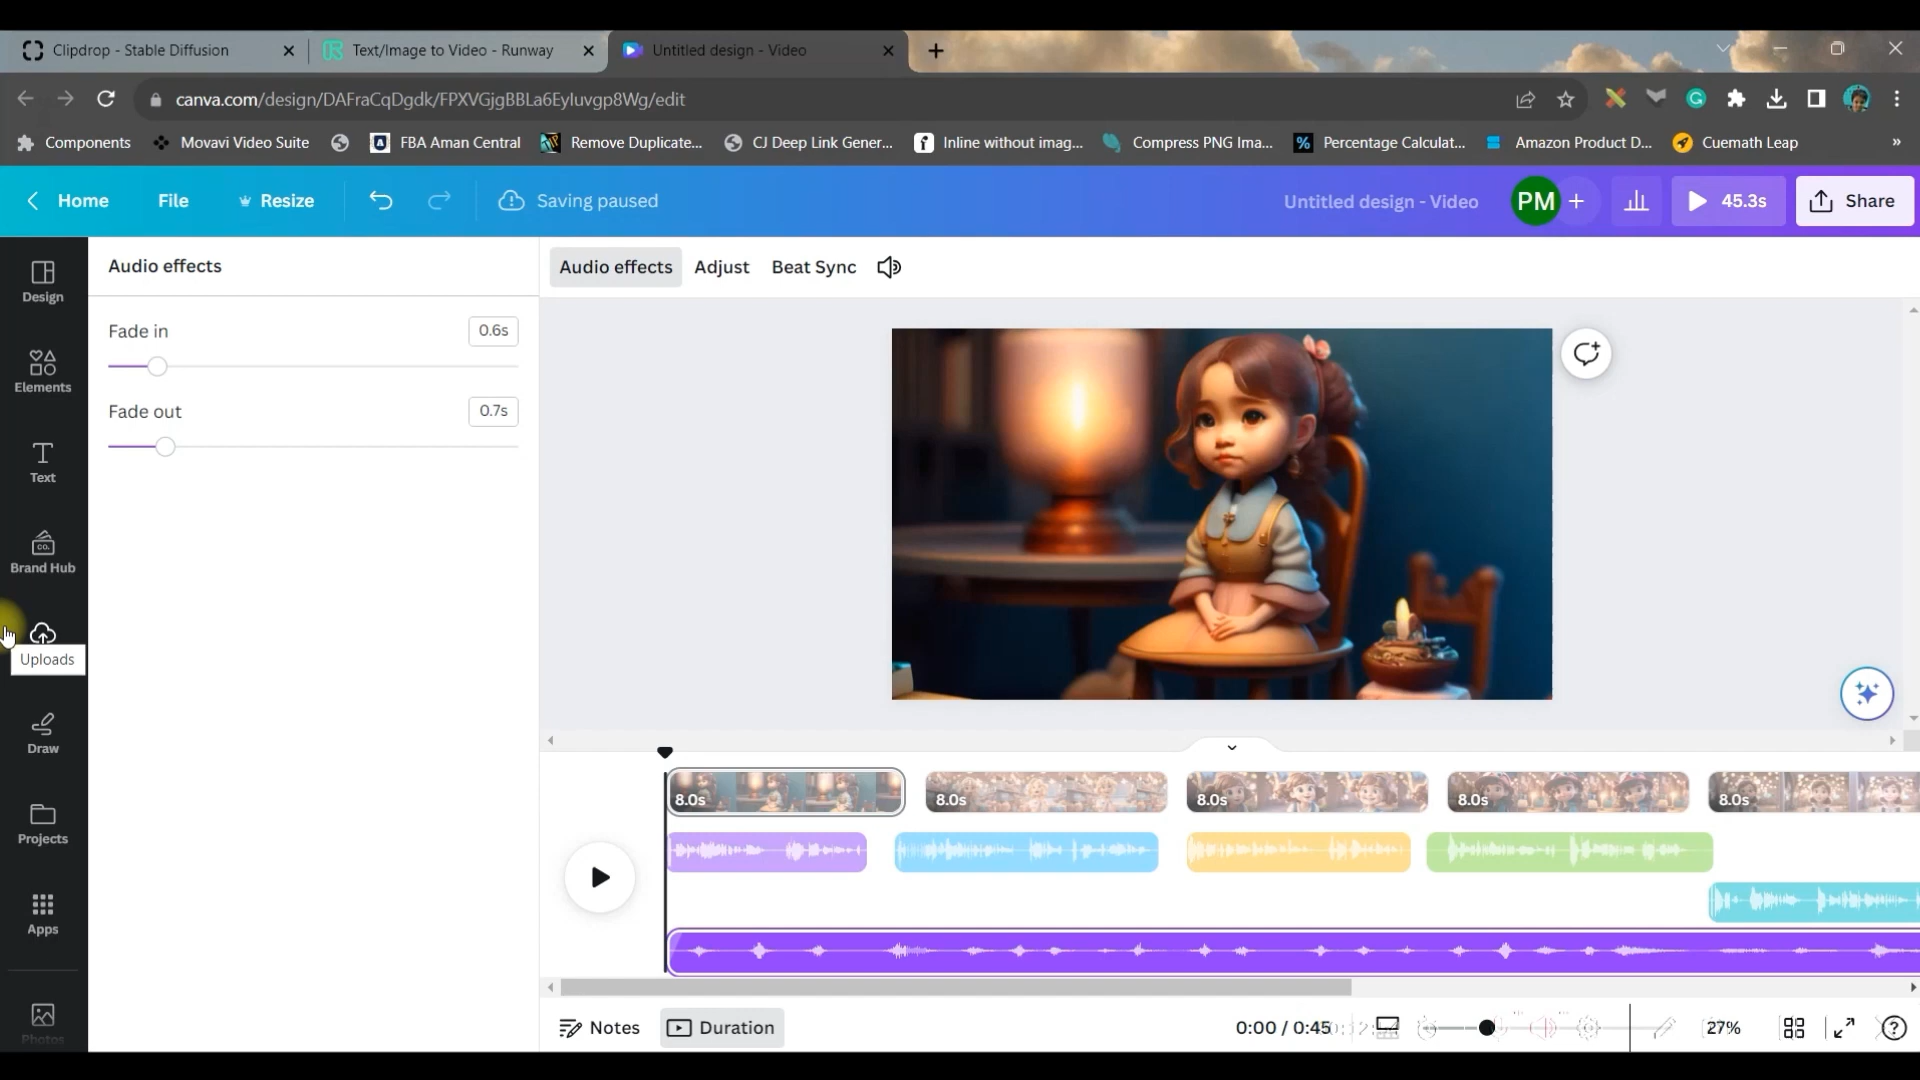 Clipdrop - Stable Diffusion
Text/Image to Video - Runway
Untitled design - Video
canva.com/design/DAFraCqDgdk/FPXVGjgBBLa6EyIuvgp8Wg/edit
Components
Movavi Video Suite
FBA Aman Central
Remove Duplicate...
CJ Deep Link Gener...
Inline without imag...
Compress PNG Ima...
Percentage Calculat...
Amazon Product D...
Cuemath Leap
»
Home
File
Resize
Saving paused
Untitled design - Video
PM
+
45.3s
Share
Audio effects
Audio effects
Adjust
Beat Sync
Design
Elements
Text
Brand Hub
CO.
Uploads
Draw
Projects
Apps
Photos
Fade in
0.6s
Fade out
0.7s
8.0s
8.0s
8.0s
8.0s
8.0s
Notes
Duration
0:00 / 0:45
27%